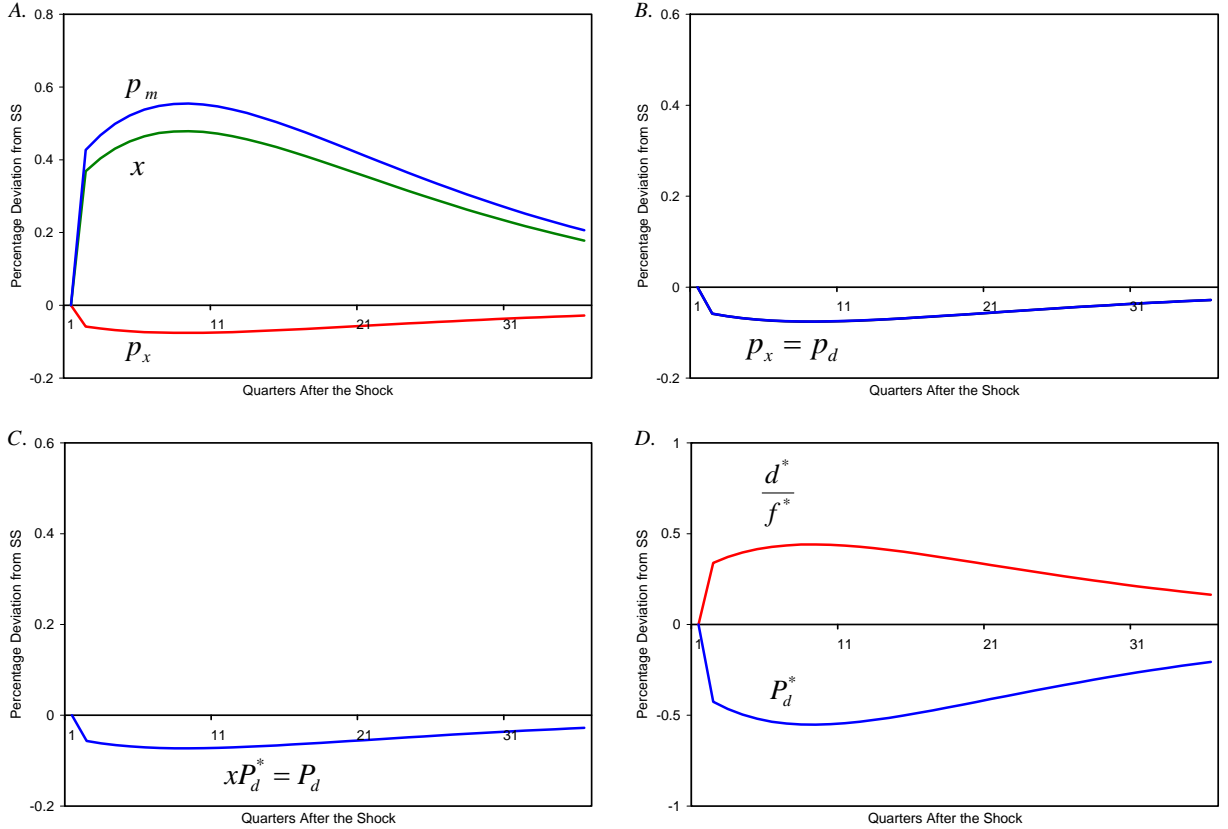 A.
Percentage Deviation from SS
0.8
0.6
0.4
0.2
0
-0.2
p_m
x
p_x
1
11
21
31
Quarters After the Shock
B.
Percentage Deviation from SS
0.6
0.4
0.2
0
-0.2
1
11
21
31
p_x = p_d
Quarters After the Shock
C.
Percentage Deviation from SS
0.6
0.4
0.2
0
-0.2
1
11
21
31
xP_d^* = P_d
Quarters After the Shock
D.
Percentage Deviation from SS
1
0.5
0
-0.5
-1
d^*
f^*
1
11
21
31
P_d^*
Quarters After the Shock